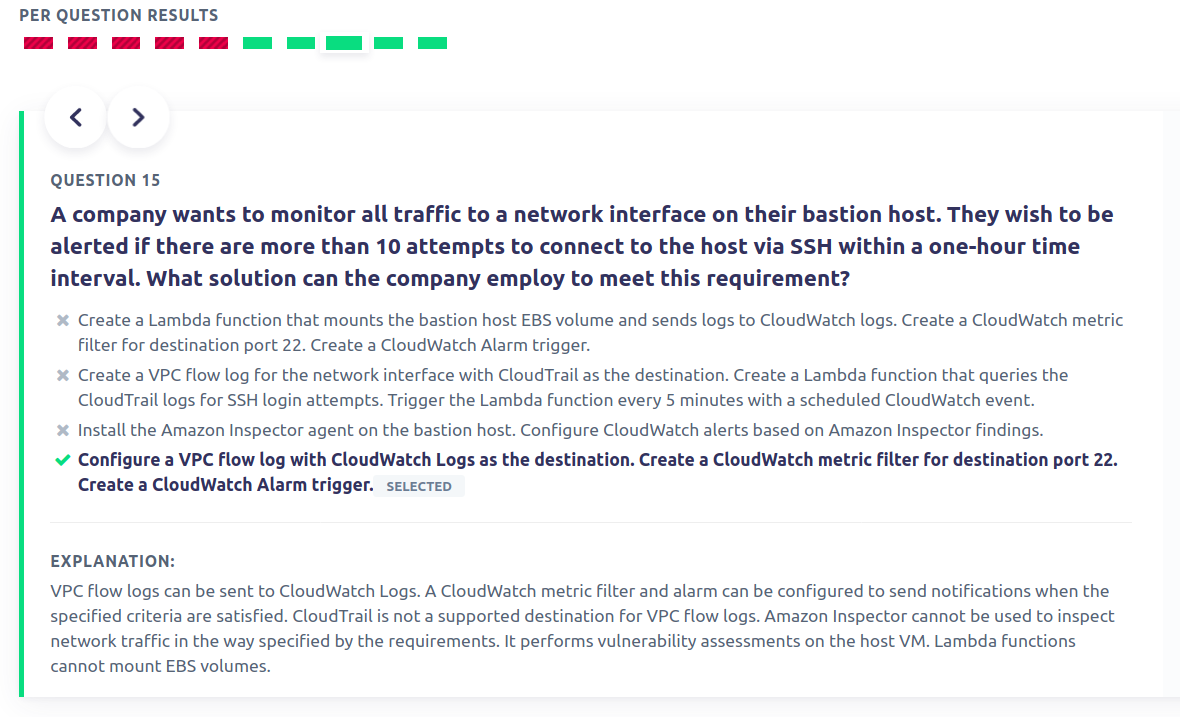 PER QUESTION RESULTS
QUESTION 15
A company wants to monitor all traffic to a network interface on their bastion host. They wish to be
alerted if there are more than 10 attempts to connect to the host via SSH within a one-hour time
interval. What solution can the company employ to meet this requirement?
Create a Lambda function that mounts the bastion host EBS volume and sends logs to CloudWatch logs. Create a CloudWatch metric
filter for destination port 22. Create a CloudWatch Alarm trigger.
Create a VPC flow log for the network interface with CloudTrail as the destination. Create a Lambda function that queries the
CloudTrail logs for SSH login attempts. Trigger the Lambda function every 5 minutes with a scheduled CloudWatch event.
Install the Amazon Inspector agent on the bastion host. Configure CloudWatch alerts based on Amazon Inspector findings.
Configure a VPC flow log with CloudWatch Logs as the destination. Create a CloudWatch metric filter for destination port 22.
Create a CloudWatch Alarm trigger. SELECTED
EXPLANATION:
VPC flow logs can be sent to CloudWatch Logs. A CloudWatch metric filter and alarm can be configured to send notifications when the
specified criteria are satisfied. CloudTrail is not a supported destination for VPC flow logs. Amazon Inspector cannot be used to inspect
network traffic in the way specified by the requirements. It performs vulnerability assessments on the host VM. Lambda functions
cannot mount EBS volumes.